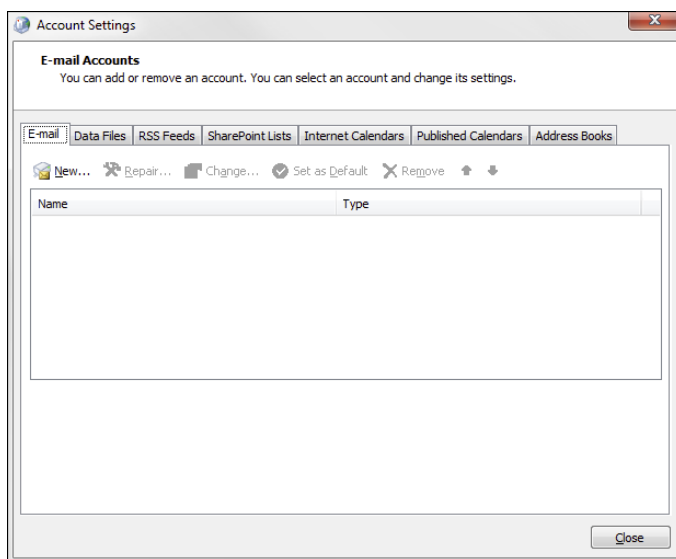 Account Settings
E-mail Accounts
You can add or remove an account. You can select an account and change its settings.
E-mail Data Files RSS Feeds SharePoint Lists Internet Calendars Published Calendars Address Books
New... Repair... Change... Set as Default Remove
Name Type
Close